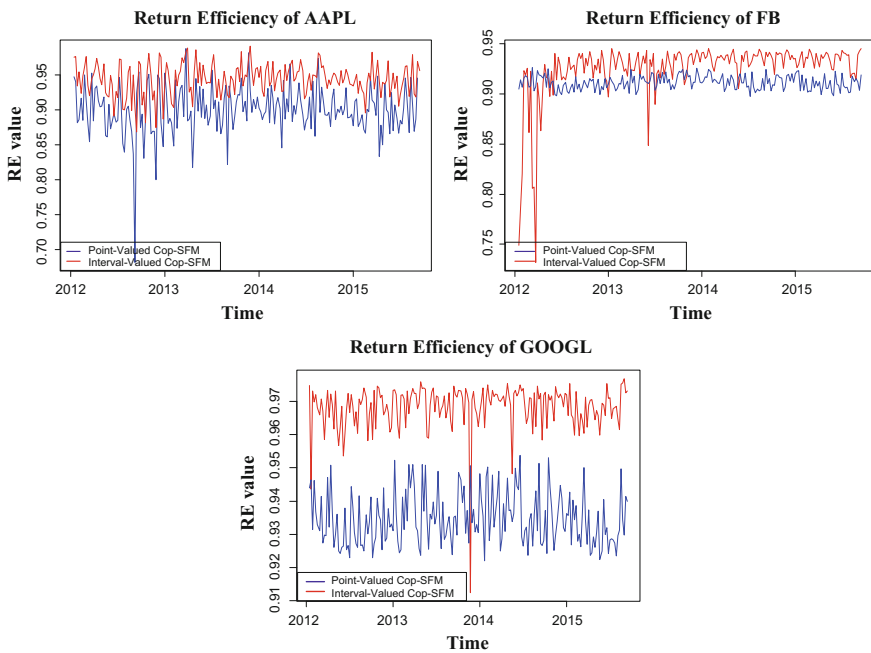 Return Efficiency of AAPL
RE value
0.95
0.90
0.85
0.80
0.75
0.70
Point-Valued Cop-SFM
Interval-Valued Cop-SFM
2012 2013 2014 2015
Time
Return Efficiency of FB
RE value
0.95
0.90
0.85
0.80
0.75
Point-Valued Cop-SFM
Interval-Valued Cop-SFM
2012 2013 2014 2015
Time
Return Efficiency of GOOGL
RE value
0.97
0.96
0.95
0.94
0.93
0.92
0.91
Point-Valued Cop-SFM
Interval-Valued Cop-SFM
2012 2013 2014 2015
Time